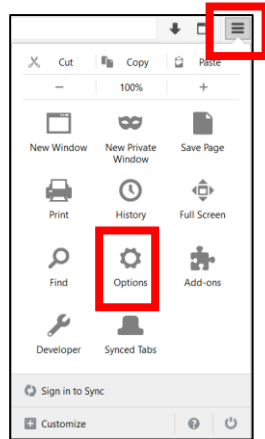 Cut Copy Paste
− 100% +
New Window New Private Save Page
Window
Print History Full Screen
Find Options Add-ons
Developer Synced Tabs
Sign in to Sync
Customize